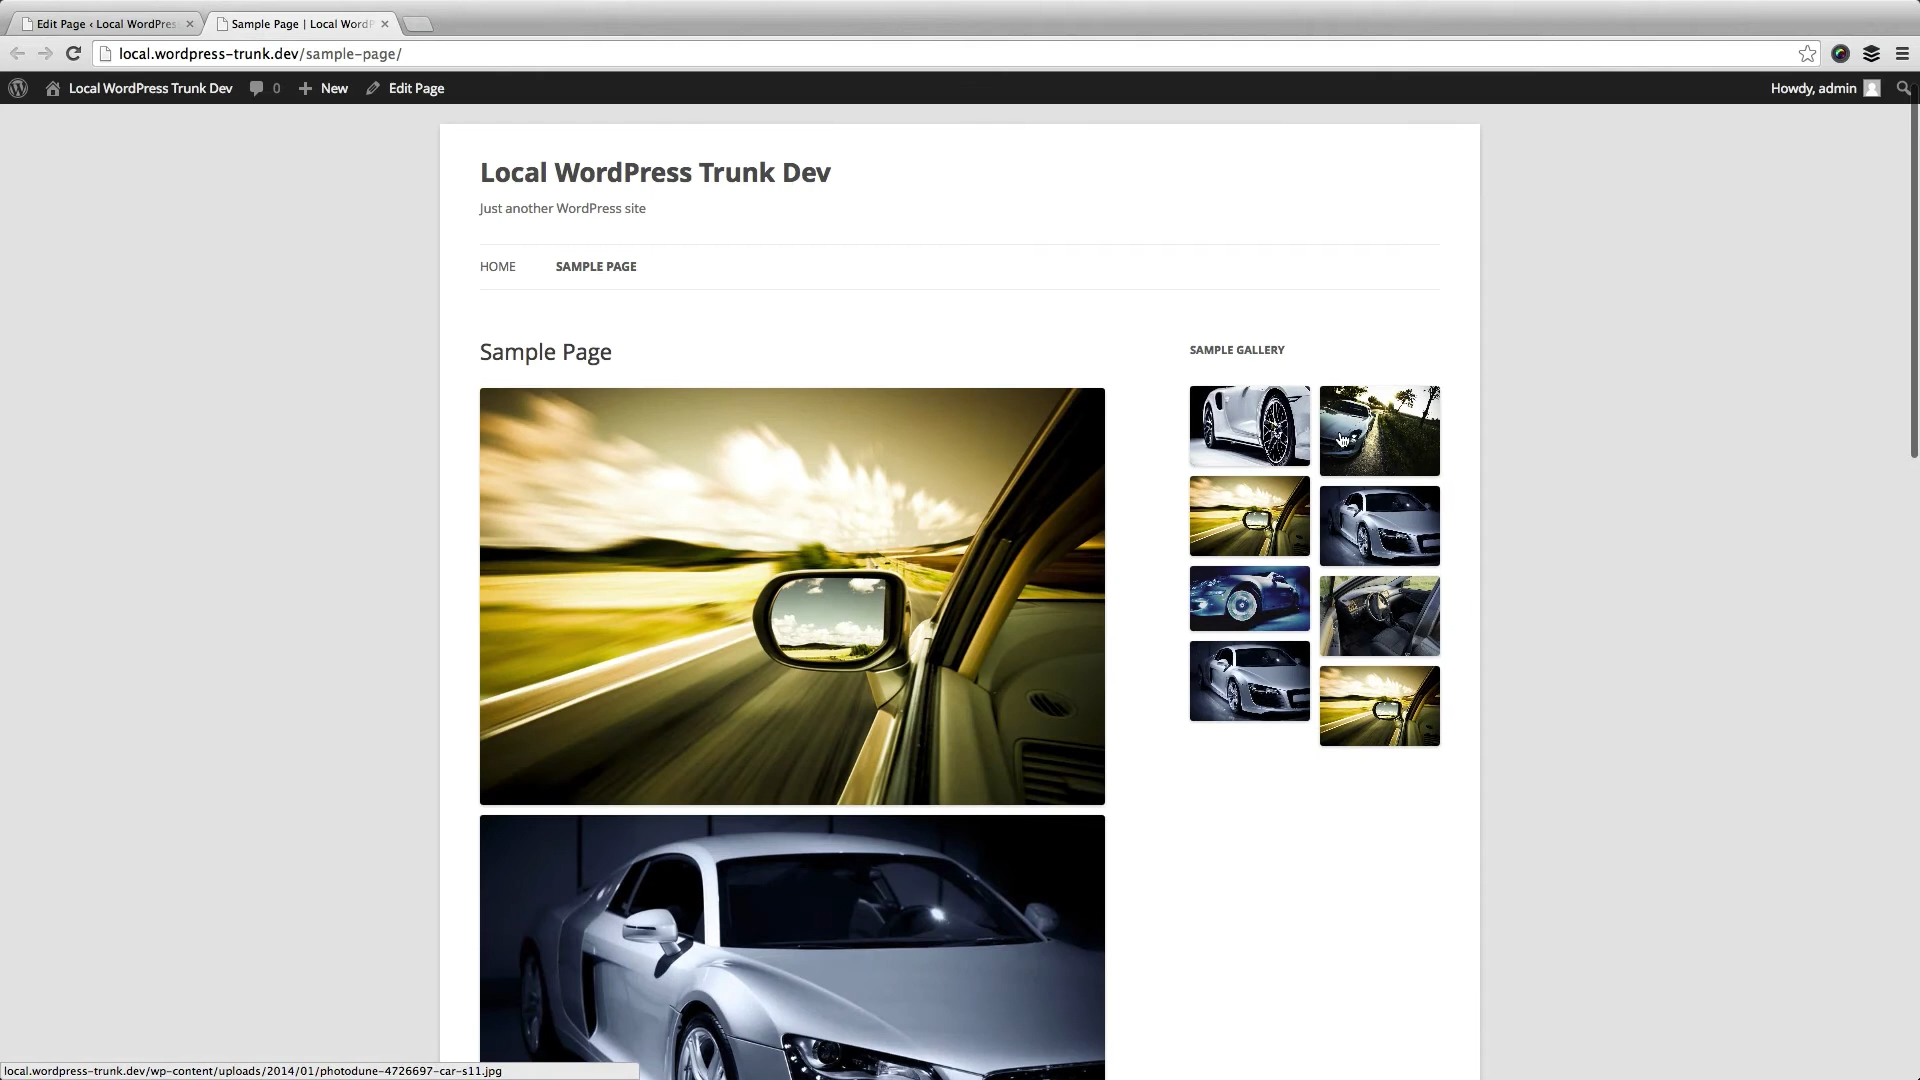 Edit Page ‹ Local WordPres
Sample Page | Local WordP
local.wordpress-trunk.dev/sample-page/
Local WordPress Trunk Dev 0 New Edit Page Howdy, admin
Local WordPress Trunk Dev
Just another WordPress site
HOME SAMPLE PAGE
Sample Page
SAMPLE GALLERY
local.wordpress-trunk.dev/wp-content/uploads/2014/01/photodune-4726697-car-s11.jpg